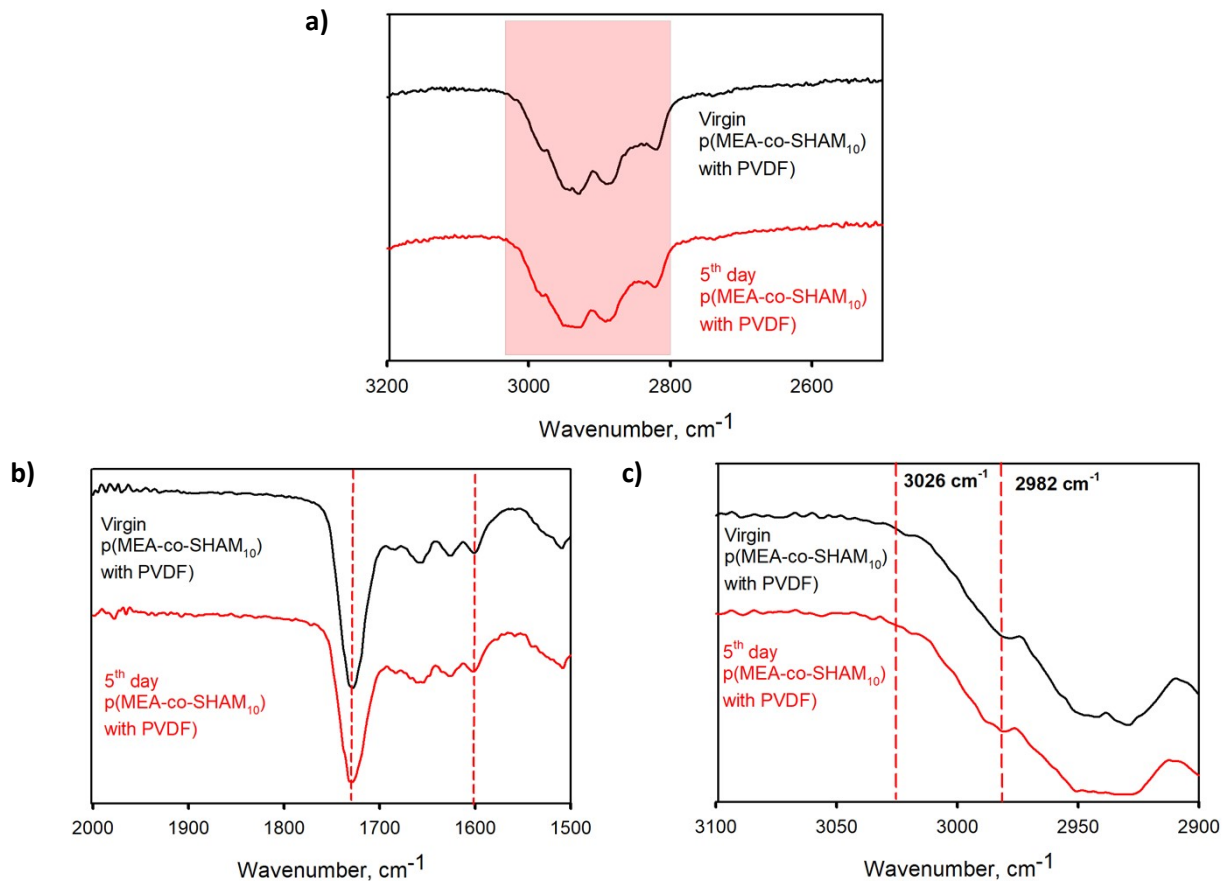 a)
Virgin
p(MEA-co-SHAM10)
with PVDF)
5th day
p(MEA-co-SHAM10)
with PVDF)
3200 3000 2800 2600
Wavenumber, cm-1
b)
Virgin
p(MEA-co-SHAM10)
with PVDF)
5th day
p(MEA-co-SHAM10)
with PVDF)
2000 1900 1800 1700 1600 1500
Wavenumber, cm-1
c)
3026 cm-1 2982 cm-1
Virgin
p(MEA-co-SHAM10)
with PVDF)
5th day
p(MEA-co-SHAM10)
with PVDF)
3100 3050 3000 2950 2900
Wavenumber, cm-1